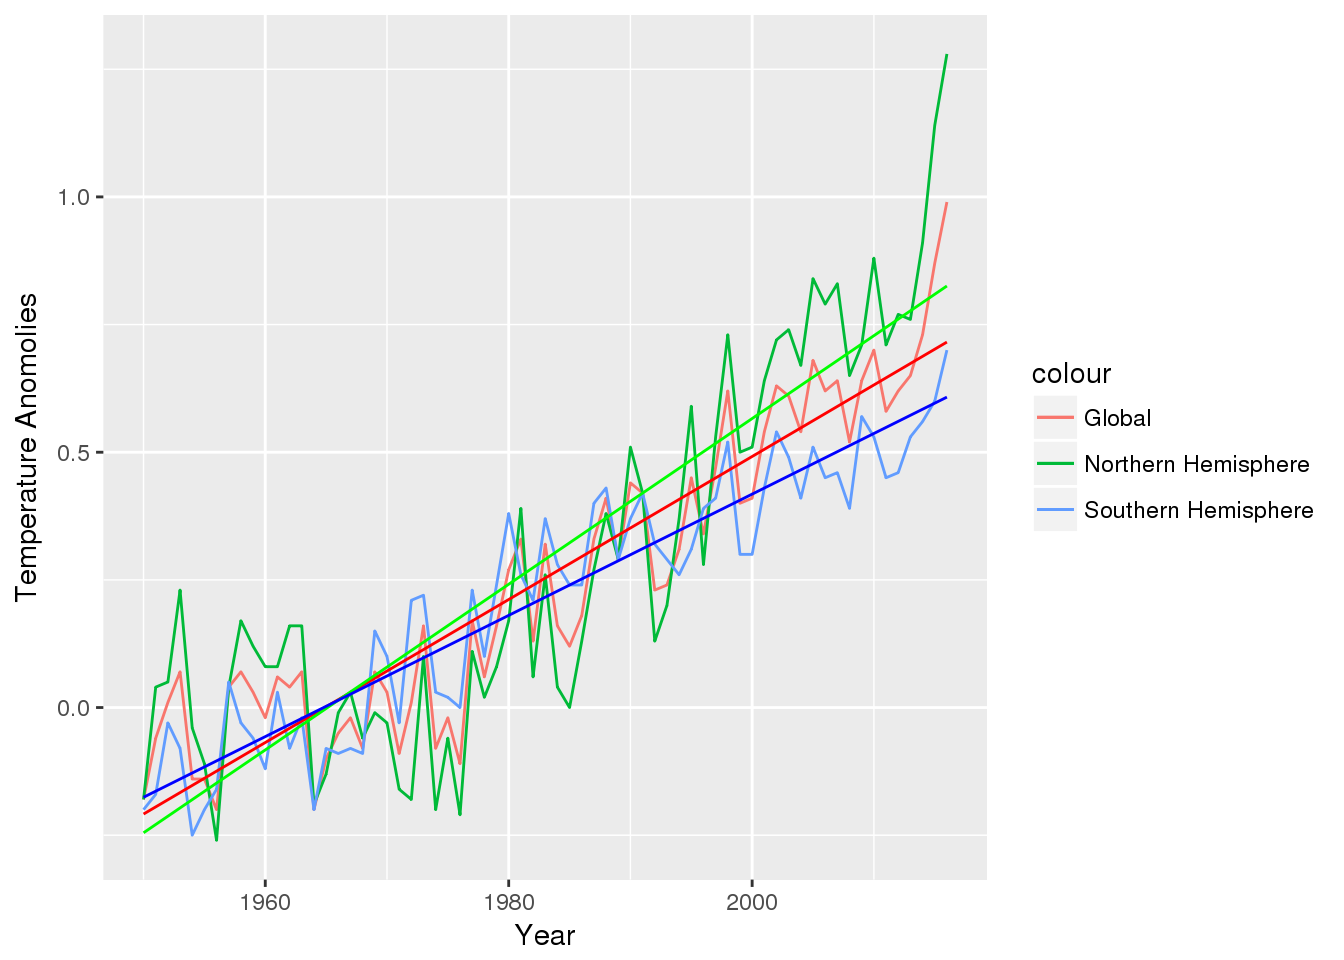 Temperature Anomolies
1.0
0.5
0.0
1960
1980
2000
Year
colour
Global
Northern Hemisphere
Southern Hemisphere